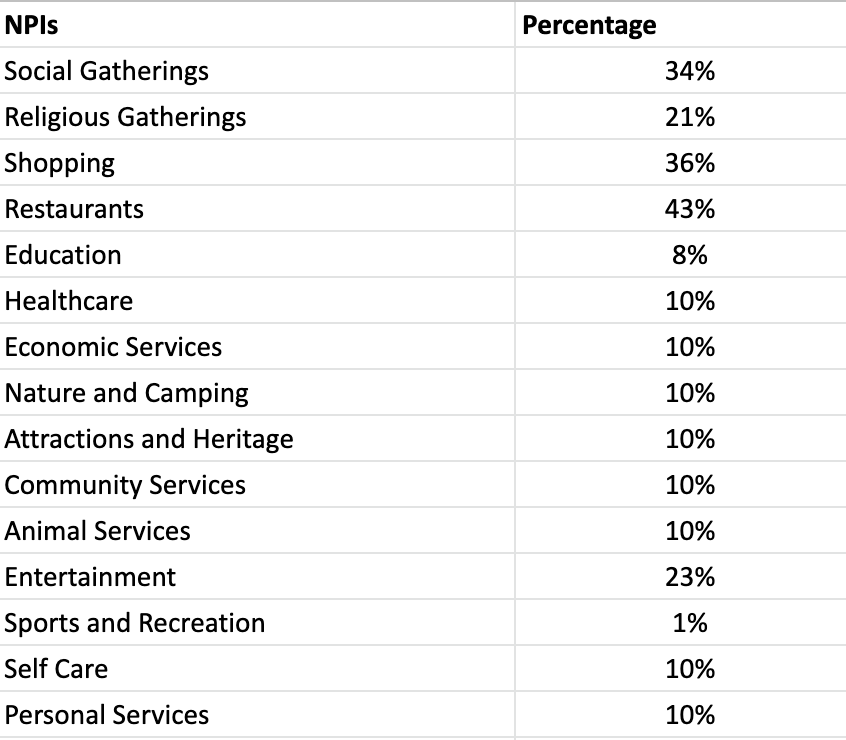 NPIs Percentage
Social Gatherings 34%
Religious Gatherings 21%
Shopping 36%
Restaurants 43%
Education 8%
Healthcare 10%
Economic Services 10%
Nature and Camping 10%
Attractions and Heritage 10%
Community Services 10%
Animal Services 10%
Entertainment 23%
Sports and Recreation 1%
Self Care 10%
Personal Services 10%